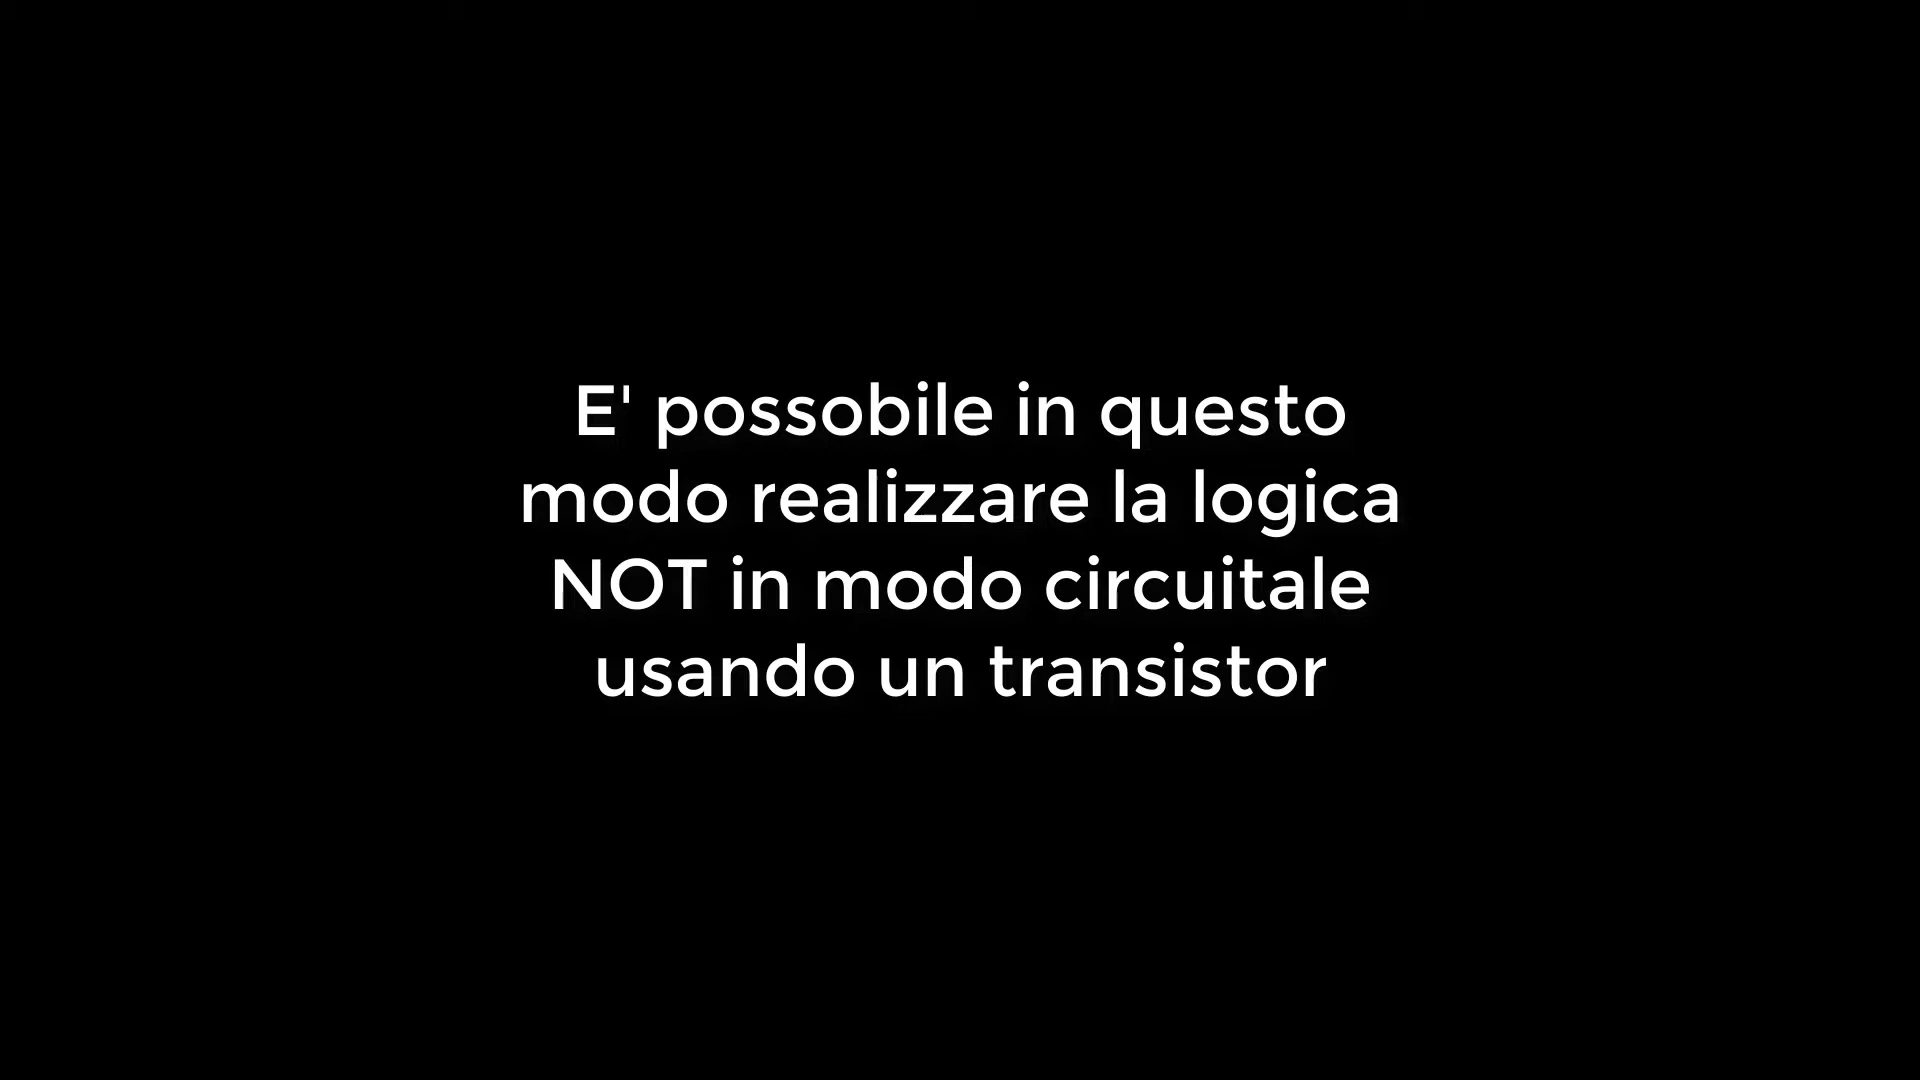 E' possobile in questo
modo realizzare la logica
NOT in modo circuitale
usando un transistor